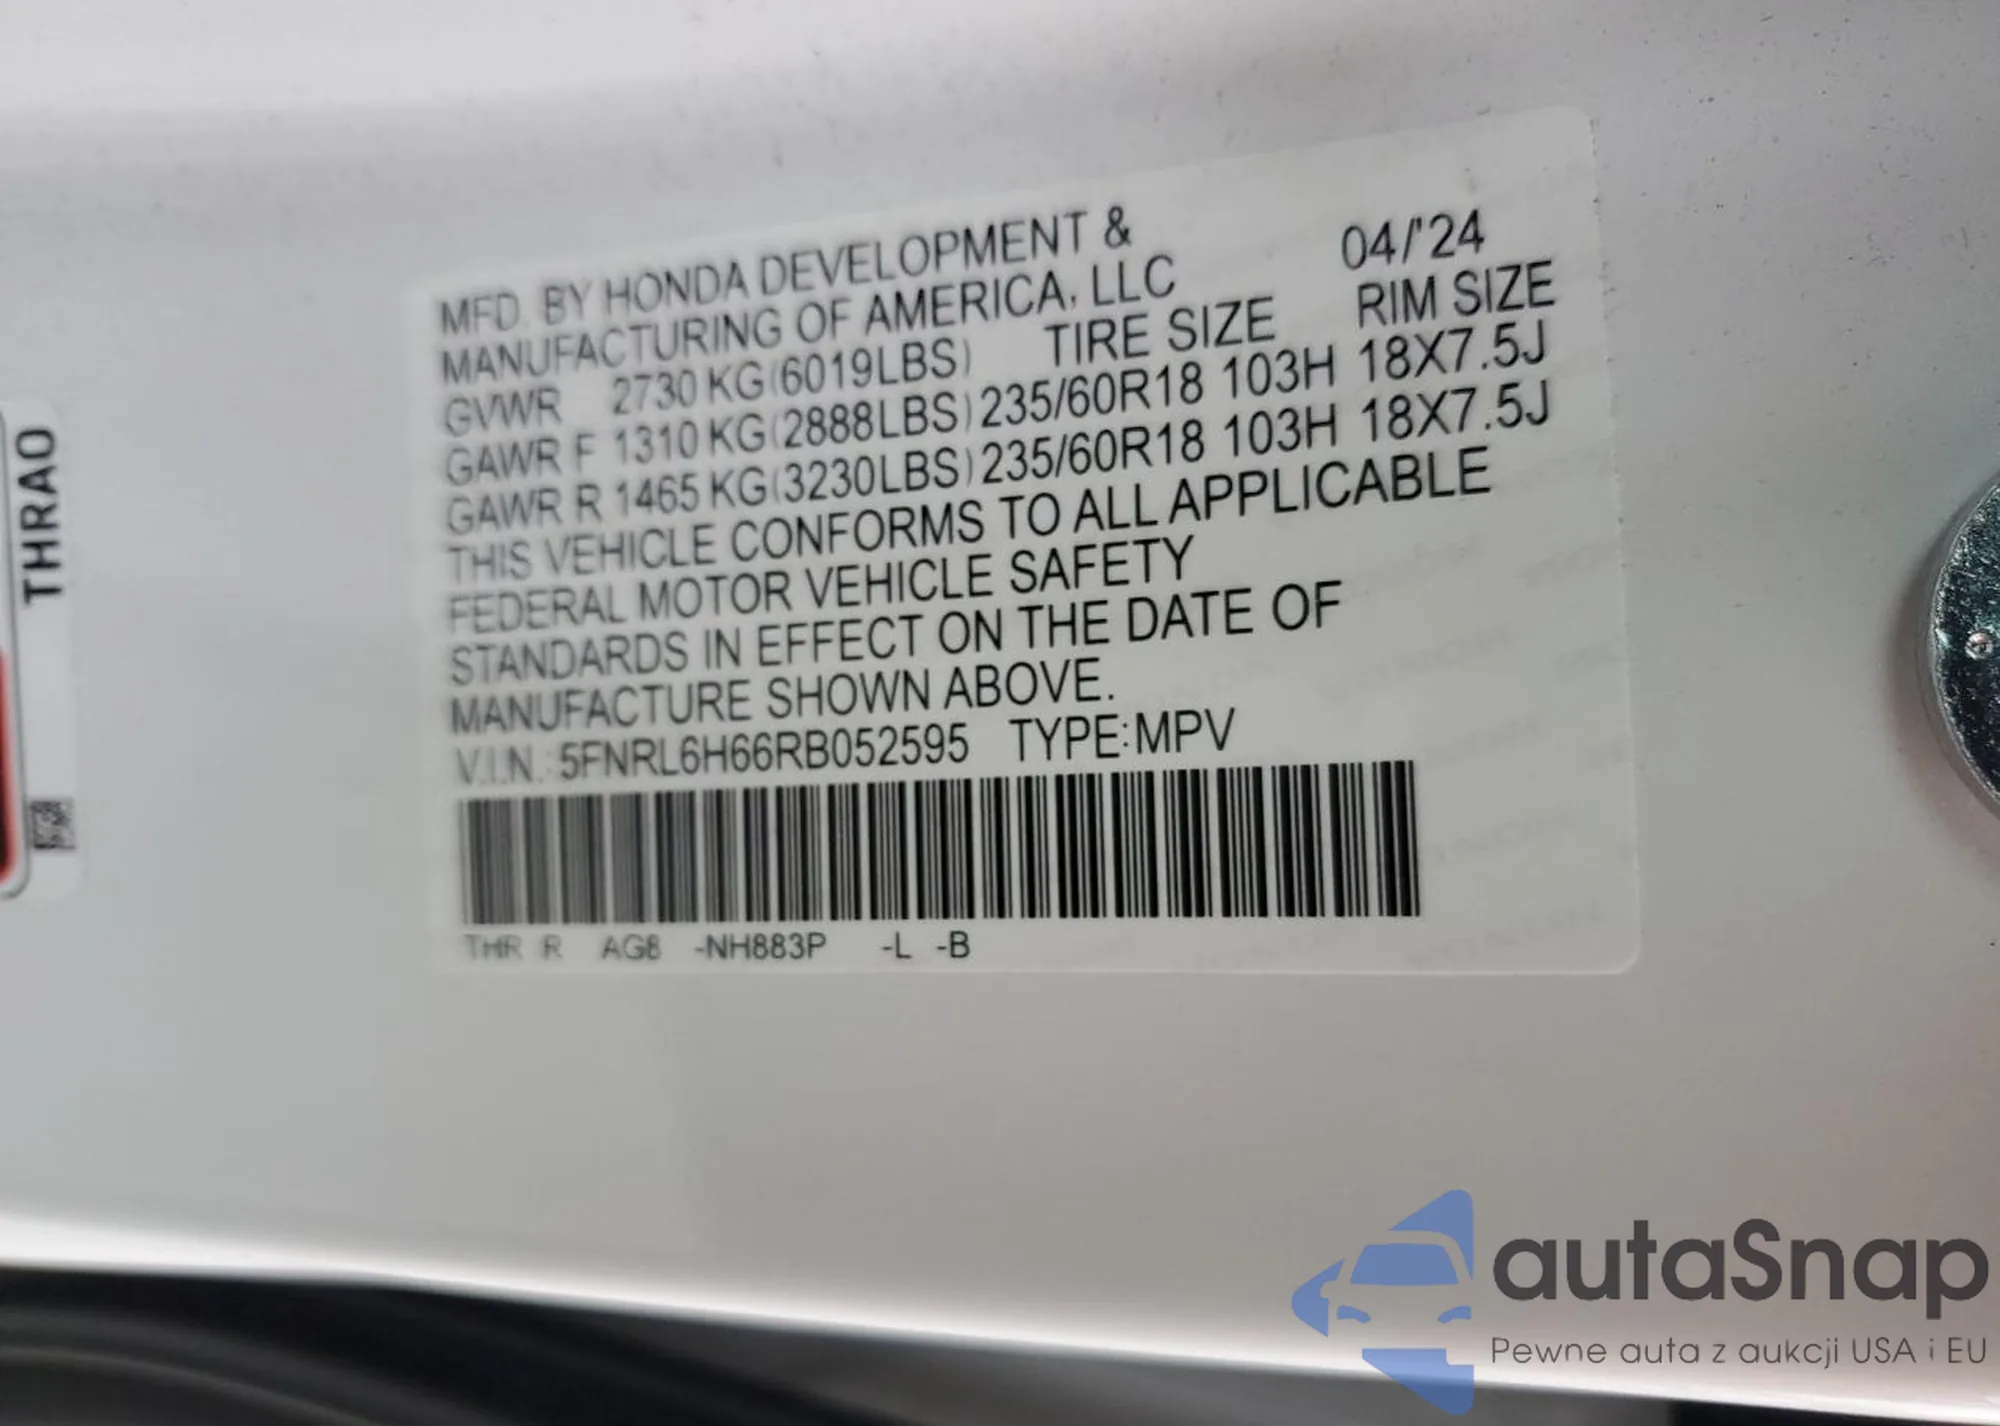 MFD. BY HONDA DEVELOPMENT &
MANUFACTURING OF AMERICA, LLC 04/'24
GVWR 2730 KG(6019LBS) TIRE SIZE RIM SIZE
GAWR F 1310 KG(2888LBS) 235/60R18 103H 18X7.5J
GAWR R 1465 KG(3230LBS) 235/60R18 103H 18X7.5J
THIS VEHICLE CONFORMS TO ALL APPLICABLE
FEDERAL MOTOR VEHICLE SAFETY
STANDARDS IN EFFECT ON THE DATE OF
MANUFACTURE SHOWN ABOVE.
V.I.N.: 5FNRL6H66RB052595 TYPE:MPV
THR R AG8 -NH883P -L -B
THRAO
autaSnap
Pewne auta z aukcji USA i EU